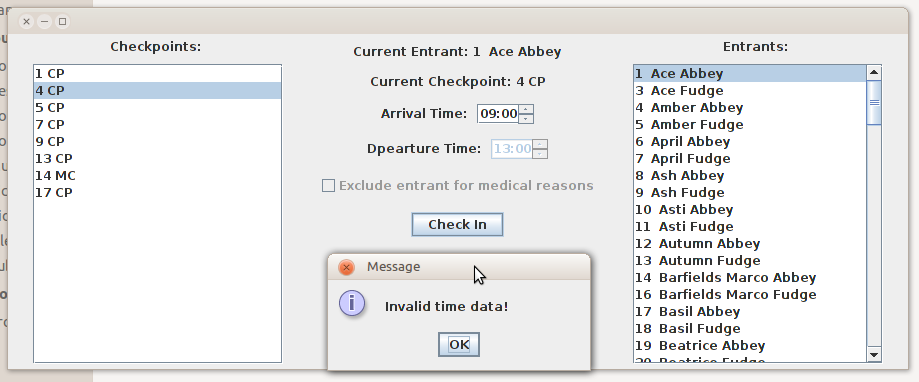 Checkpoints:
1 CP
4 CP
5 CP
7 CP
9 CP
13 CP
14 MC
17 CP
Current Entrant: 1 Ace Abbey
Current Checkpoint: 4 CP
Arrival Time: 09:00
Dpearture Time: 13:00
Exclude entrant for medical reasons
Check In
Message
Invalid time data!
OK
Entrants:
1 Ace Abbey
3 Ace Fudge
4 Amber Abbey
5 Amber Fudge
6 April Abbey
7 April Fudge
8 Ash Abbey
9 Ash Fudge
10 Asti Abbey
11 Asti Fudge
12 Autumn Abbey
13 Autumn Fudge
14 Barfields Marco Abbey
16 Barfields Marco Fudge
17 Basil Abbey
18 Basil Fudge
19 Beatrice Abbey
20 Beatrice Fudge